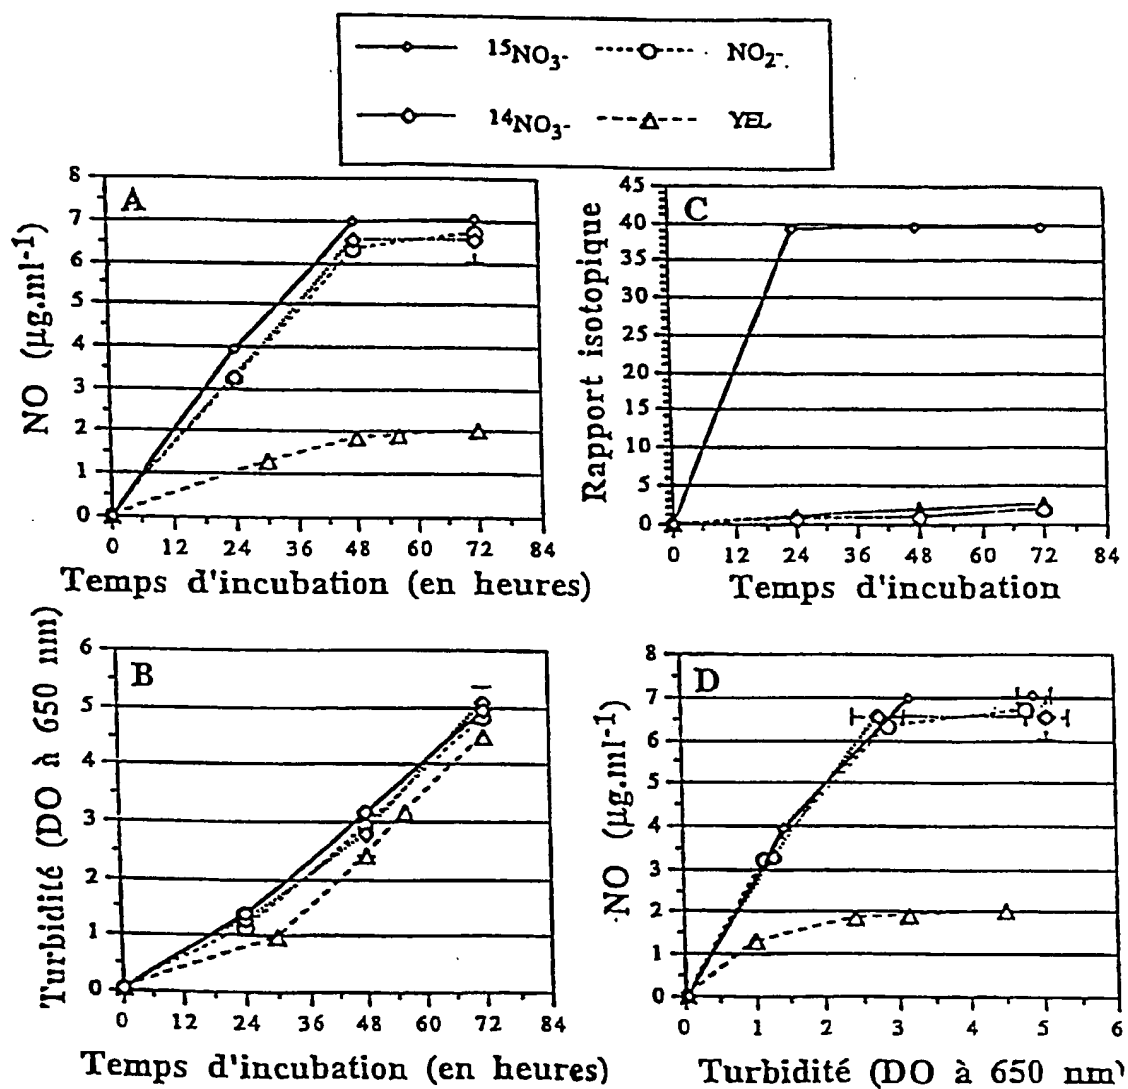 15NO3- NO2-
14NO3- YEL
A
NO (µg.ml-1)
8
7
6
5
4
3
2
1
0
0 12 24 36 48 60 72 84
Temps d'incubation (en heures)
C
Rapport isotopique
45
40
35
30
25
20
15
10
5
0
0 12 24 36 48 60 72 84
Temps d'incubation
B
Turbidité (DO à 650 nm)
6
5
4
3
2
1
0
0 12 24 36 48 60 72 84
Temps d'incubation (en heures)
D
NO (µg.ml-1)
8
7
6
5
4
3
2
1
0
0 1 2 3 4 5 6
Turbidité (DO à 650 nm)